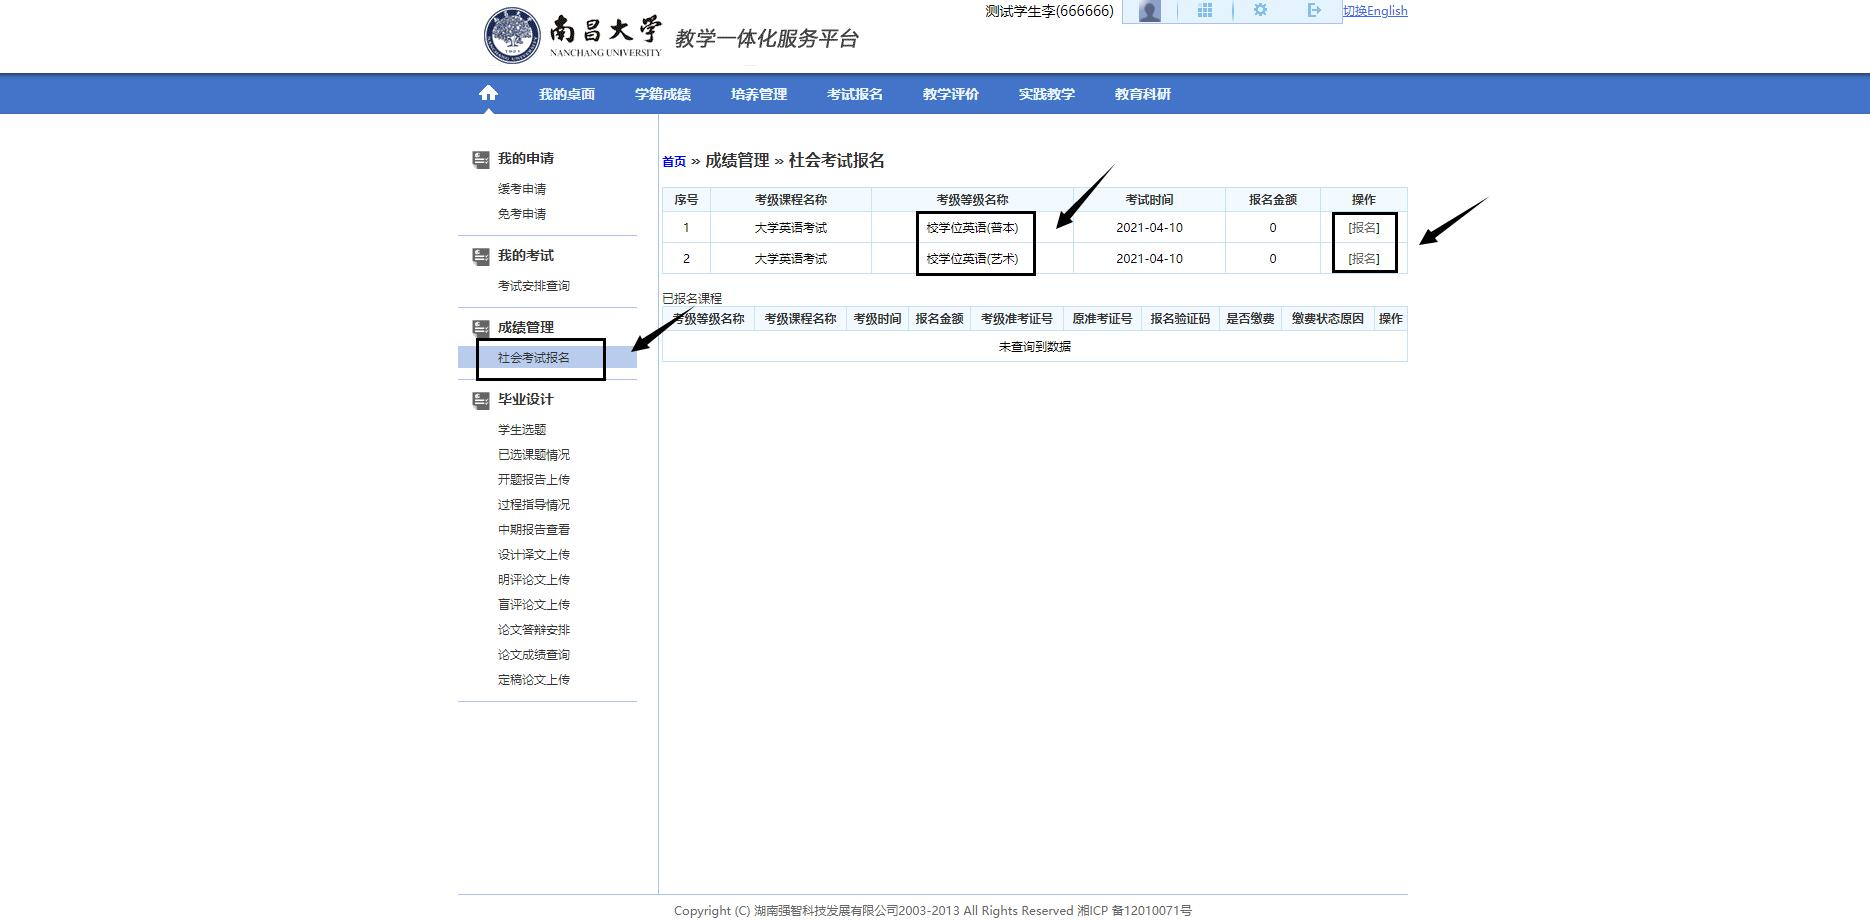 测试学生李(666666)
切换English
南昌大学
NANCHANG UNIVERSITY
教学一体化服务平台
我的桌面 学籍成绩 培养管理 考试报名 教学评价 实践教学 教育科研
我的申请
缓考申请
免考申请
我的考试
考试安排查询
成绩管理
社会考试报名
毕业设计
学生选题
已选课题情况
开题报告上传
过程指导情况
中期报告查看
设计译文上传
明评论文上传
盲评论文上传
论文答辩安排
论文成绩查询
定稿论文上传
首页 » 成绩管理 » 社会考试报名
序号 考级课程名称 考级等级名称 考试时间 报名金额 操作
1 大学英语考试 校学位英语(普本) 2021-04-10 0 [报名]
2 大学英语考试 校学位英语(艺术) 2021-04-10 0 [报名]
已报名课程
考级等级名称 考级课程名称 考级时间 报名金额 考级准考证号 原准考证号 报名验证码 是否缴费 缴费状态原因 操作
未查询到数据
Copyright (C) 湖南强智科技发展有限公司2003-2013 All Rights Reserved 湘ICP 备12010071号